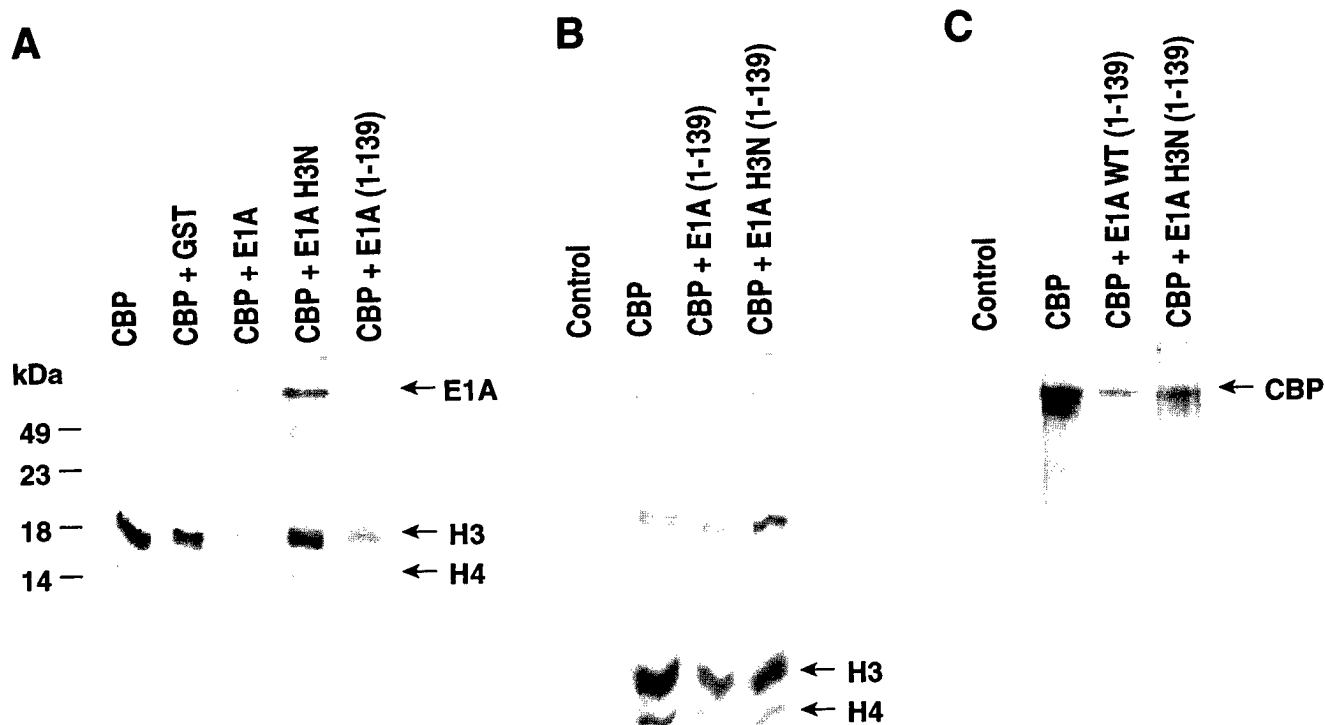 A
CBP
CBP + GST
CBP + E1A
CBP + E1A H3N
CBP + E1A (1-139)
kDa
49
23
18
14
E1A
H3
H4
B
Control
CBP
CBP + E1A (1-139)
CBP + E1A H3N (1-139)
H3
H4
C
Control
CBP
CBP + E1A WT (1-139)
CBP + E1A H3N (1-139)
CBP